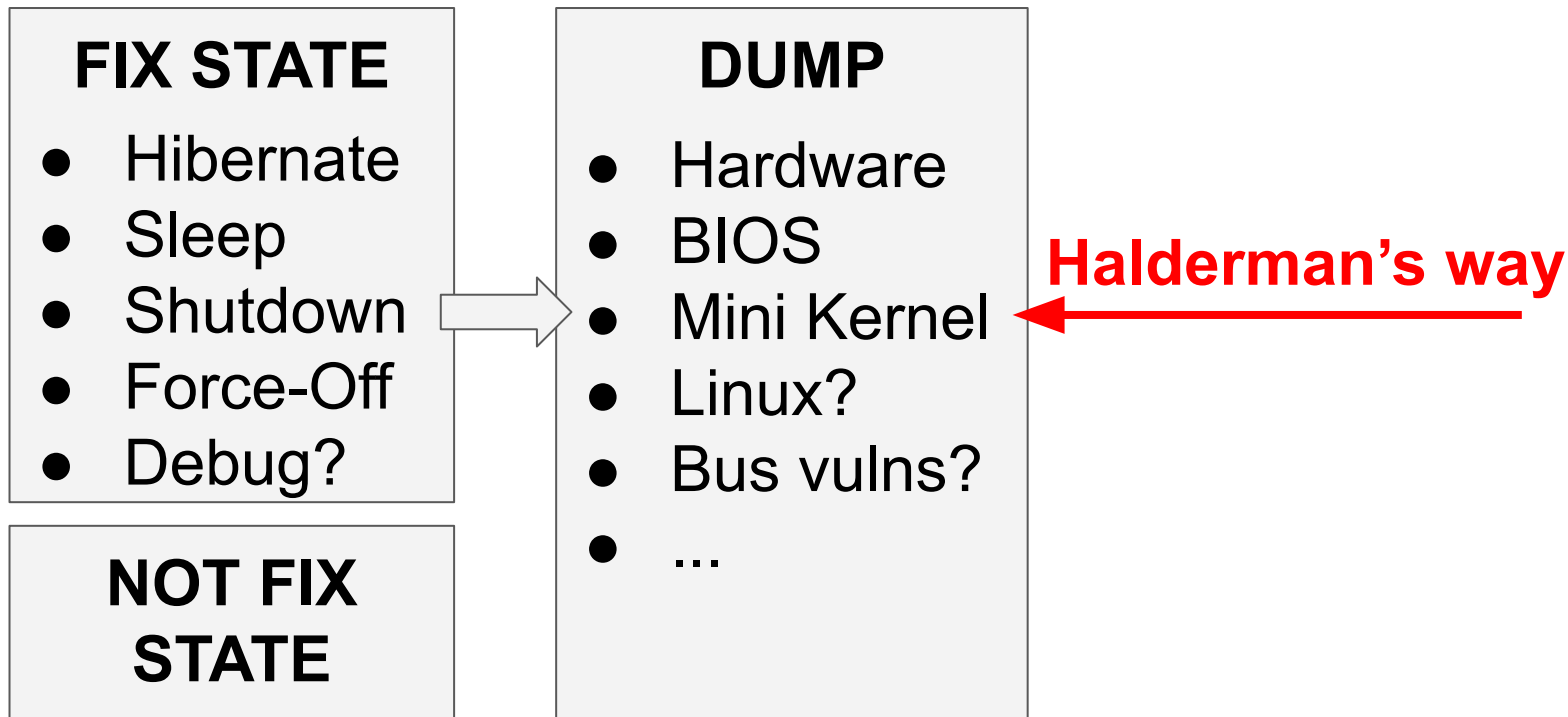 FIX STATE
● Hibernate
● Sleep
● Shutdown
● Force-Off
● Debug?
NOT FIX
STATE
DUMP
● Hardware
● BIOS
● Mini Kernel
● Linux?
● Bus vulns?
● ...
Halderman’s way